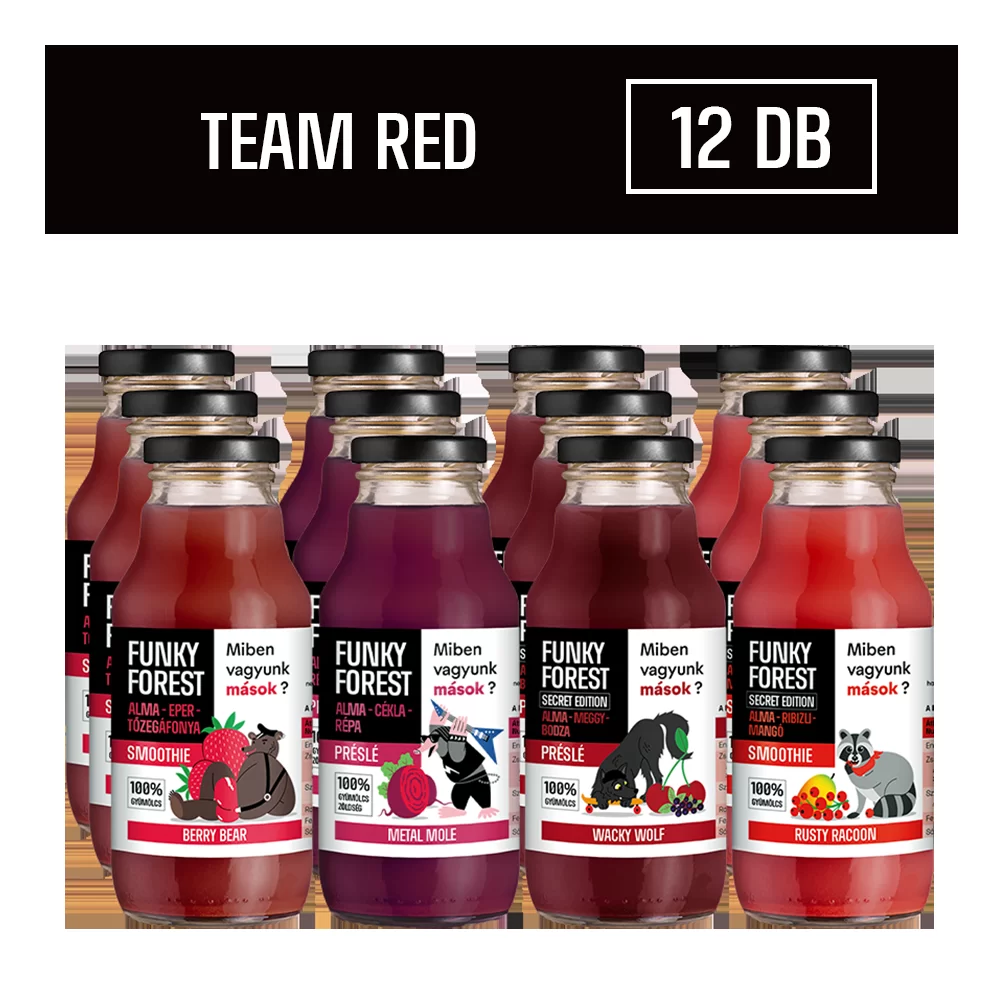 TEAM RED
12 DB
FUNKY
FOREST
ALMA - EPER -
TŐZEGÁFONYA
SMOOTHIE
100%
GYÜMÖLCS
Miben
vagyunk
mások ?
BERRY BEAR
FUNKY
FOREST
ALMA - CÉKLA -
RÉPA
PRÉSLÉ
100%
GYÜMÖLCS
ZÖLDSÉG
Miben
vagyunk
mások ?
METAL MOLE
FUNKY
FOREST
SECRET EDITION
ALMA - MEGGY -
BODZA
PRÉSLÉ
100%
GYÜMÖLCS
Miben
vagyunk
mások ?
WACKY WOLF
FUNKY
FOREST
SECRET EDITION
ALMA - RIBIZLI -
MANGÓ
SMOOTHIE
100%
GYÜMÖLCS
Miben
vagyunk
mások ?
RUSTY RACOON